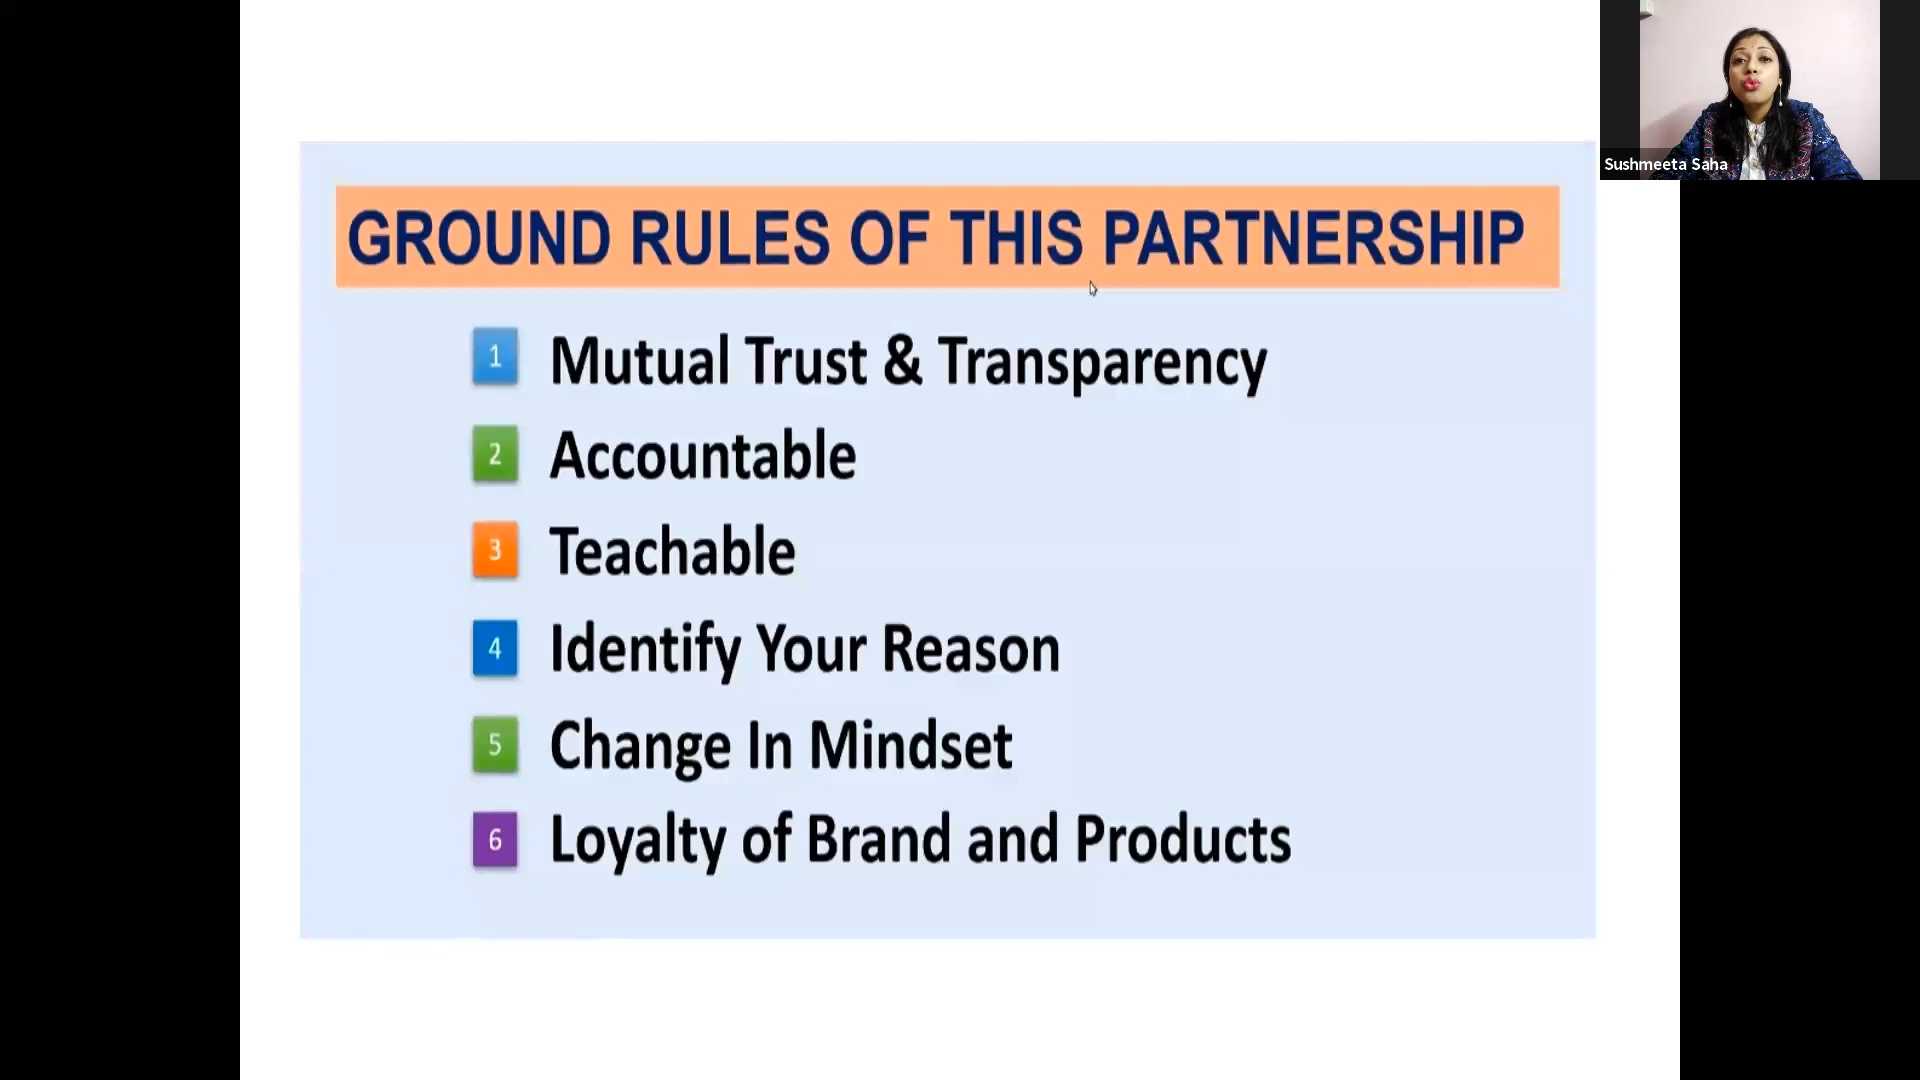 GROUND RULES OF THIS PARTNERSHIP
1 Mutual Trust & Transparency
2 Accountable
3 Teachable
4 Identify Your Reason
5 Change In Mindset
6 Loyalty of Brand and Products
Sushmeeta Saha